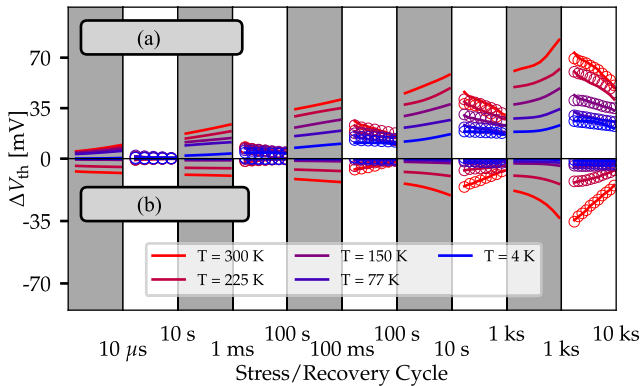 (a)
70
35
0
-35
-70
ΔVth [mV]
(b)
T = 300 K
T = 150 K
T = 4 K
T = 225 K
T = 77 K
10 s
100 s
100 s
1 ks
10 ks
10 μs
1 ms
100 ms
10 s
1 ks
Stress/Recovery Cycle